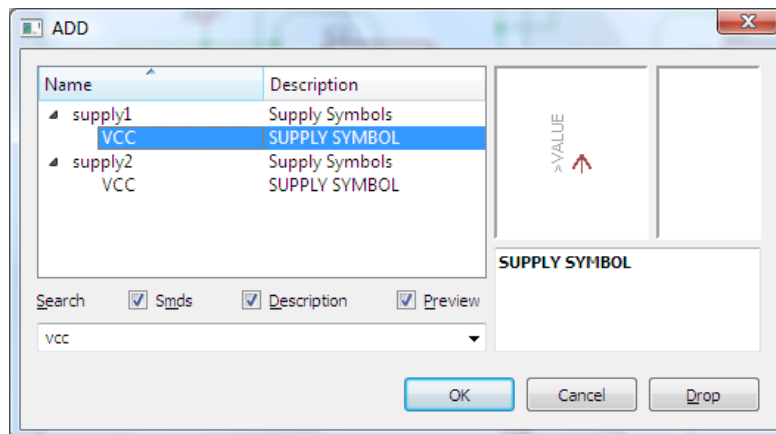 ADD
Name Description
supply1 Supply Symbols
VCC SUPPLY SYMBOL
supply2 Supply Symbols
VCC SUPPLY SYMBOL
>VALUE
SUPPLY SYMBOL
Search Smds Description Preview
vcc
OK Cancel Drop